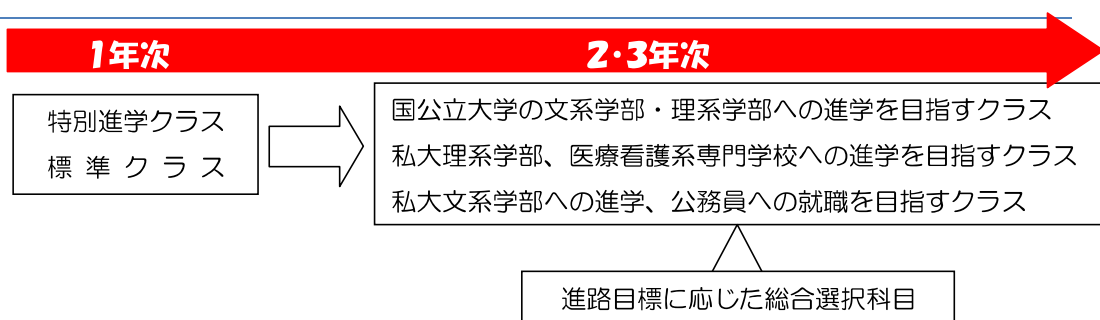 1年次
2・3年次
特別進学クラス
標準クラス
国公立大学の文系学部・理系学部への進学を目指すクラス
私大理系学部、医療看護系専門学校への進学を目指すクラス
私大文系学部への進学、公務員への就職を目指すクラス
進路目標に応じた総合選択科目